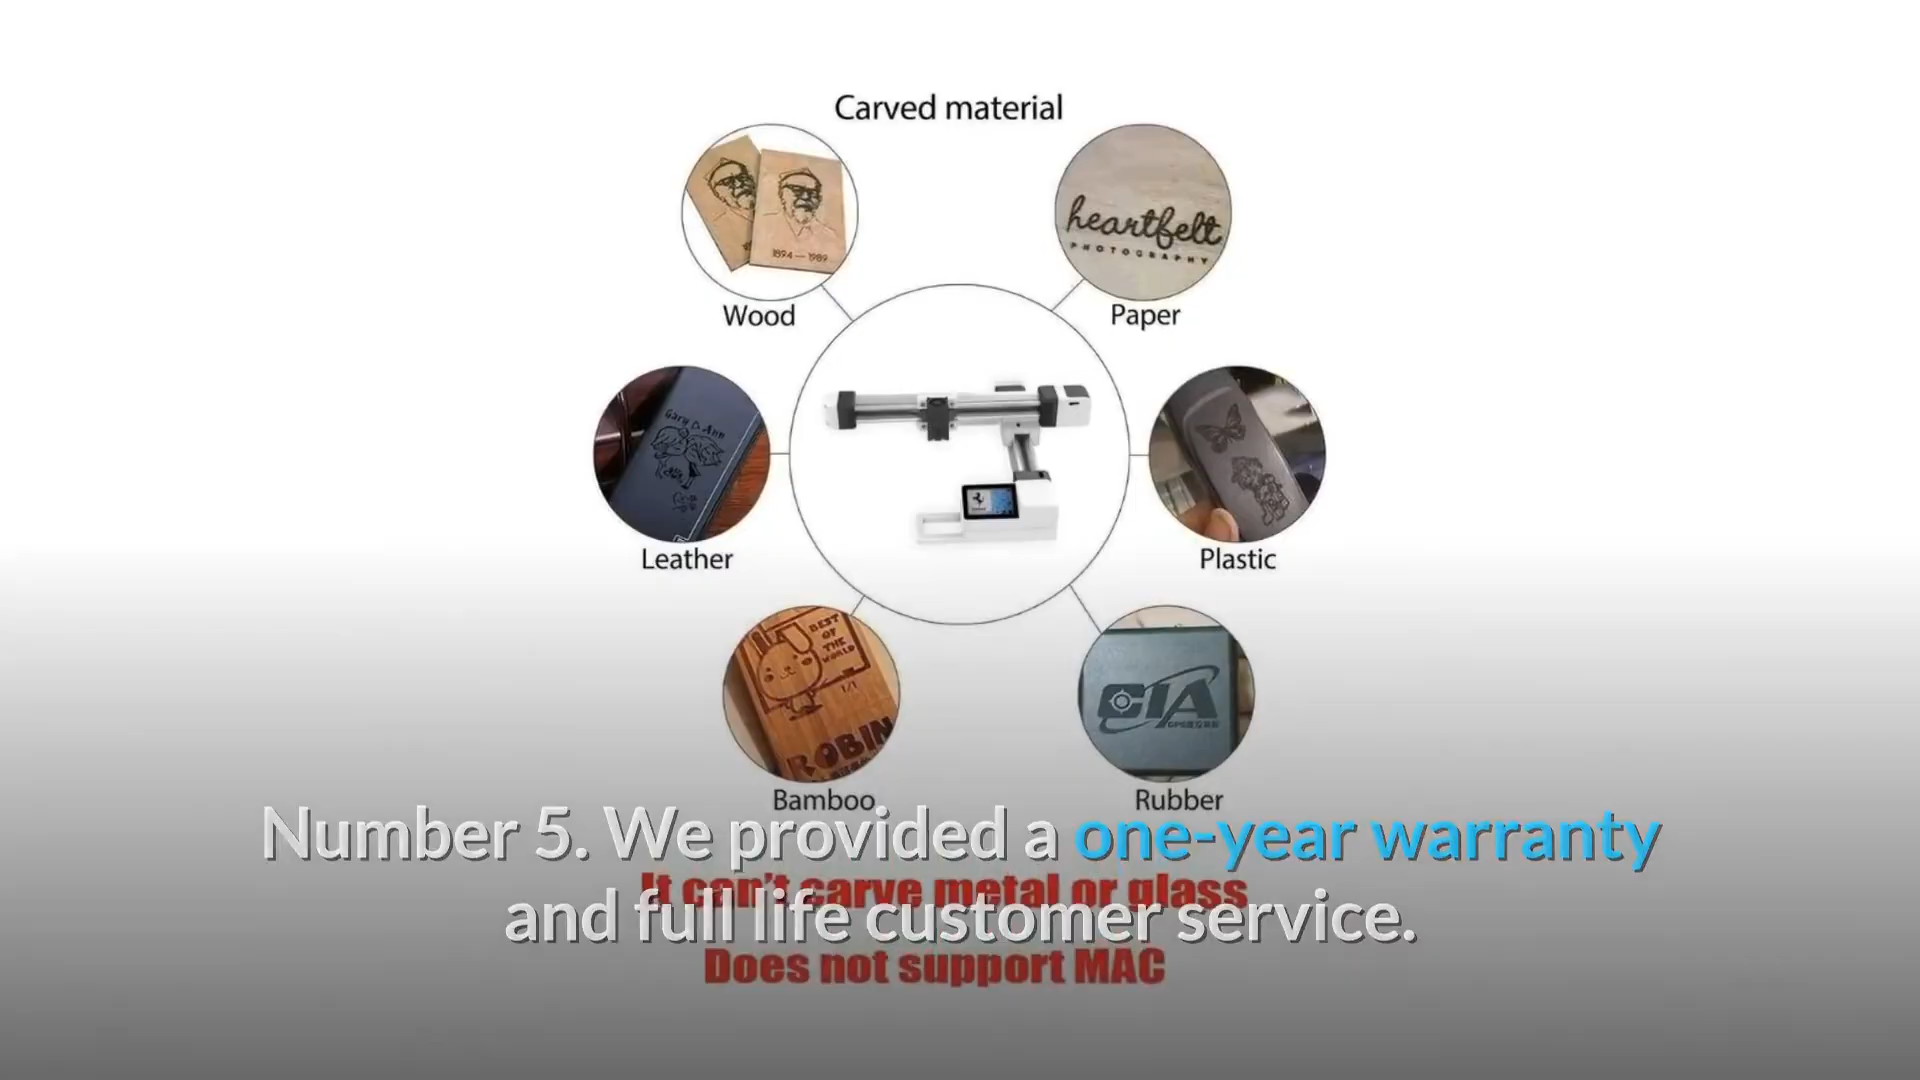 Carved material
1894 — 1989
heartfelt
PHOTOGRAPHY
Wood
Paper
Gary & Ann
Leather
Plastic
BEST
OF
THE
WORLD
1/1
CIA
ROBIN
Bamboo
Rubber
Number 5. We provided a one-year warranty
It can't carve metal or glass
and full life customer service.
Does not support MAC